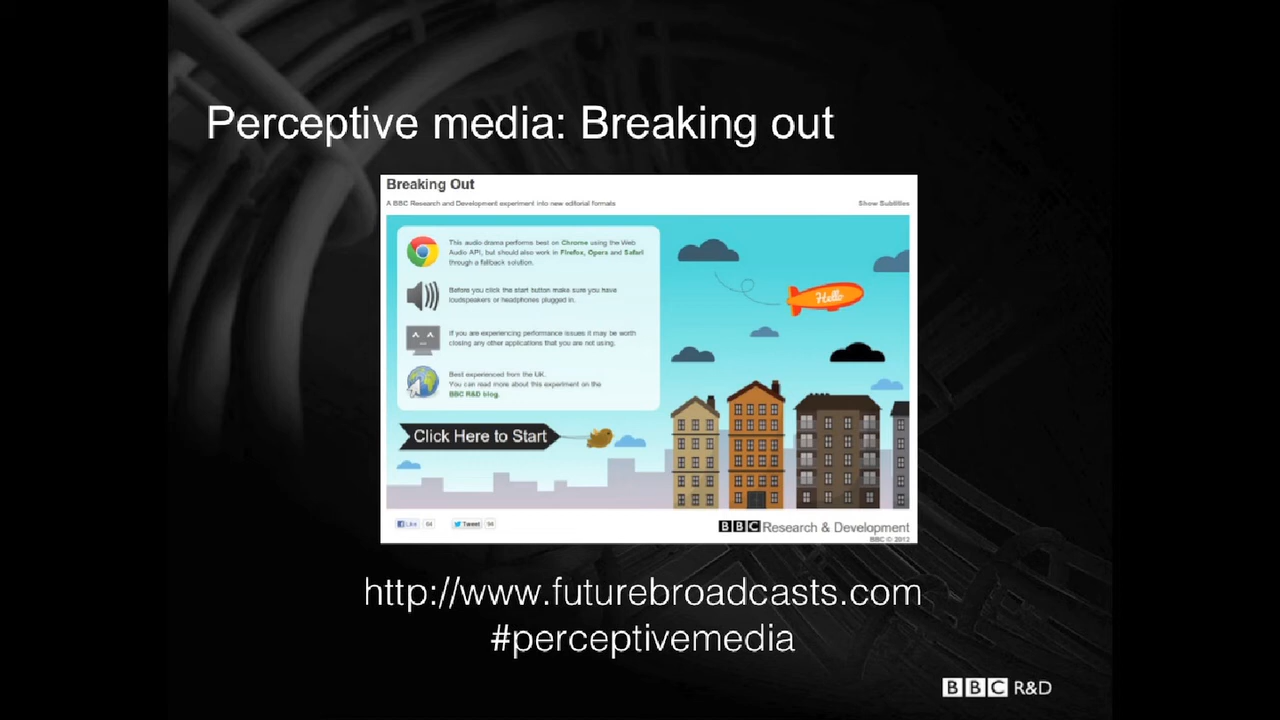 Perceptive media: Breaking out
Breaking Out
A BBC Research and Development experiment into new editorial formats
Show Subtitles
This audio drama performs best on Chrome using the Web
Audio API, but should also work in Firefox, Opera and Safari
through a fallback solution.
Before you click the start button make sure you have
loudspeakers or headphones plugged in.
If you are experiencing performance issues it may be worth
closing any other applications that you are not using.
Best experienced from the UK.
You can read more about this experiment on the
BBC R&D blog.
Hello
Click Here to Start
Like 64 Tweet 94
BBC Research & Development
BBC © 2012
http://www.futurebroadcasts.com
#perceptivemedia
BBC R&D